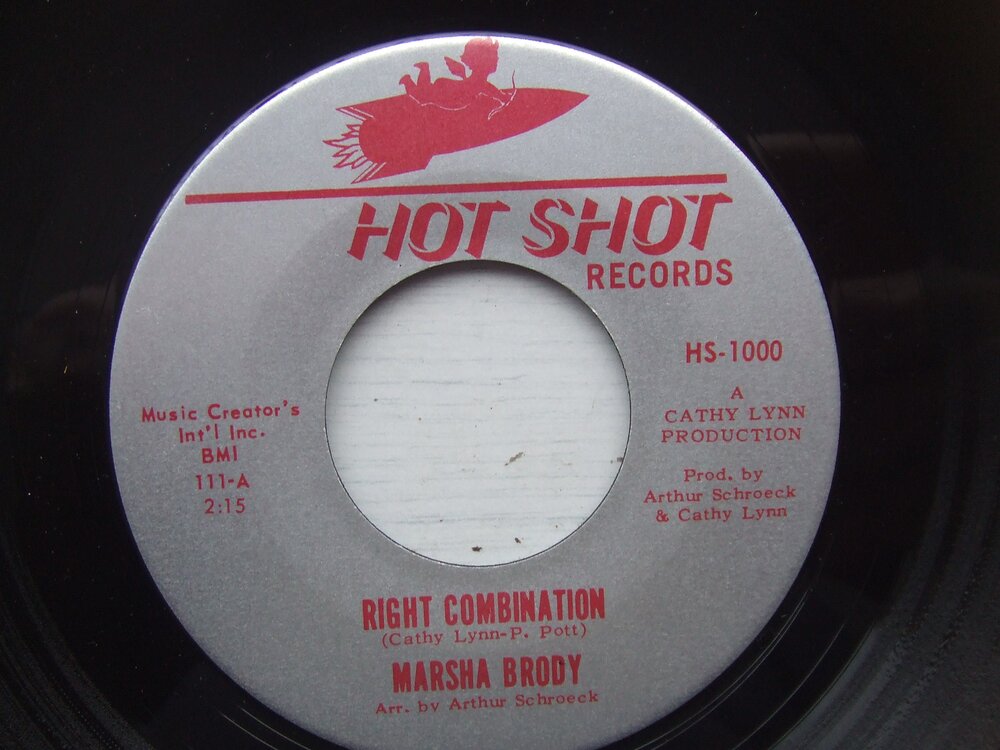 HOT SHOT
RECORDS
HS-1000
A
CATHY LYNN
PRODUCTION
Prod. by
Arthur Schroeck
& Cathy Lynn
Music Creator's
Int'l Inc.
BMI
111-A
2:15
RIGHT COMBINATION
(Cathy Lynn-P. Pott)
MARSHA BRODY
Arr. by Arthur Schroeck